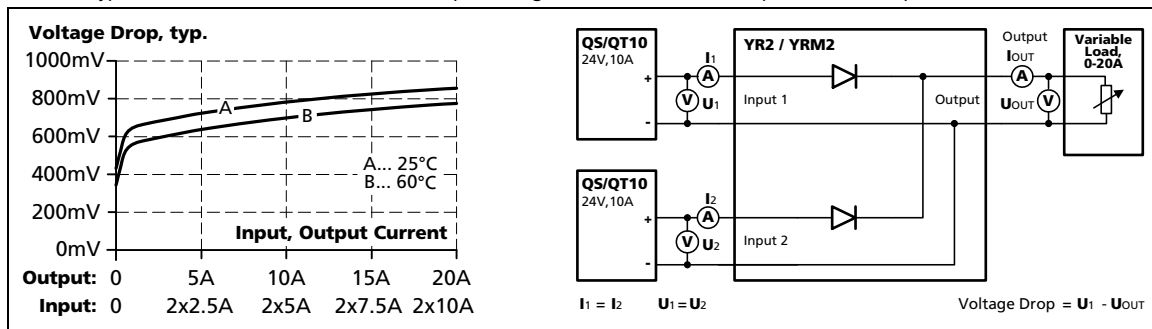 Voltage Drop, typ.
1000mV
800mV
600mV
400mV
200mV
0mV
A
B
A... 25°C
B... 60°C
Input, Output Current
Output: 0 5A 10A 15A 20A
Input: 0 2x2.5A 2x5A 2x7.5A 2x10A
QS/QT10
24V,10A
+
-
I1
A
V U1
YR2 / YRM2
Input 1
Output
Output
IOUT
A
UOUT V
Variable
Load,
0-20A
QS/QT10
24V,10A
+
-
I2
A
V U2
Input 2
I1 = I2 U1 = U2 Voltage Drop = U1 - UOUT